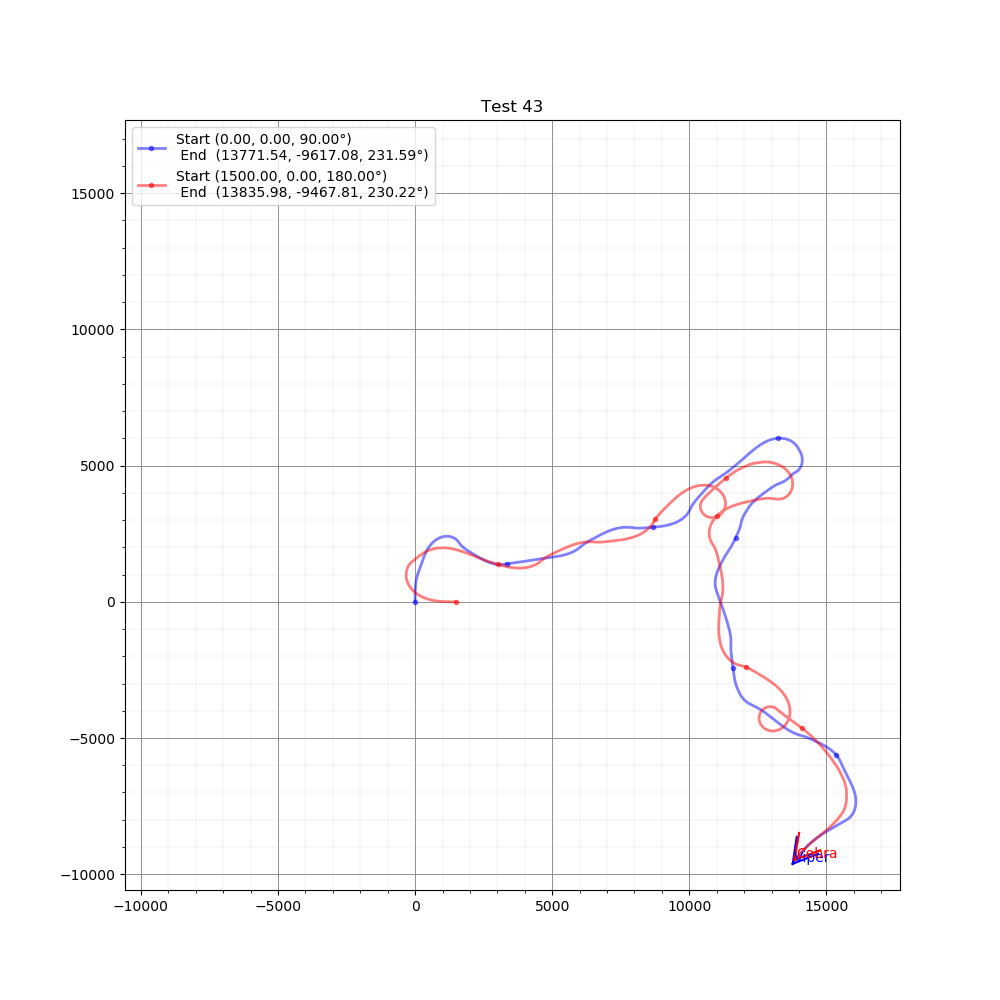 Test 43
Start (0.00, 0.00, 90.00°)
End (13771.54, -9617.08, 231.59°)
Start (1500.00, 0.00, 180.00°)
End (13835.98, -9467.81, 230.22°)
15000
10000
5000
0
−5000
−10000
Cobra
−10000
−5000
0
5000
10000
15000